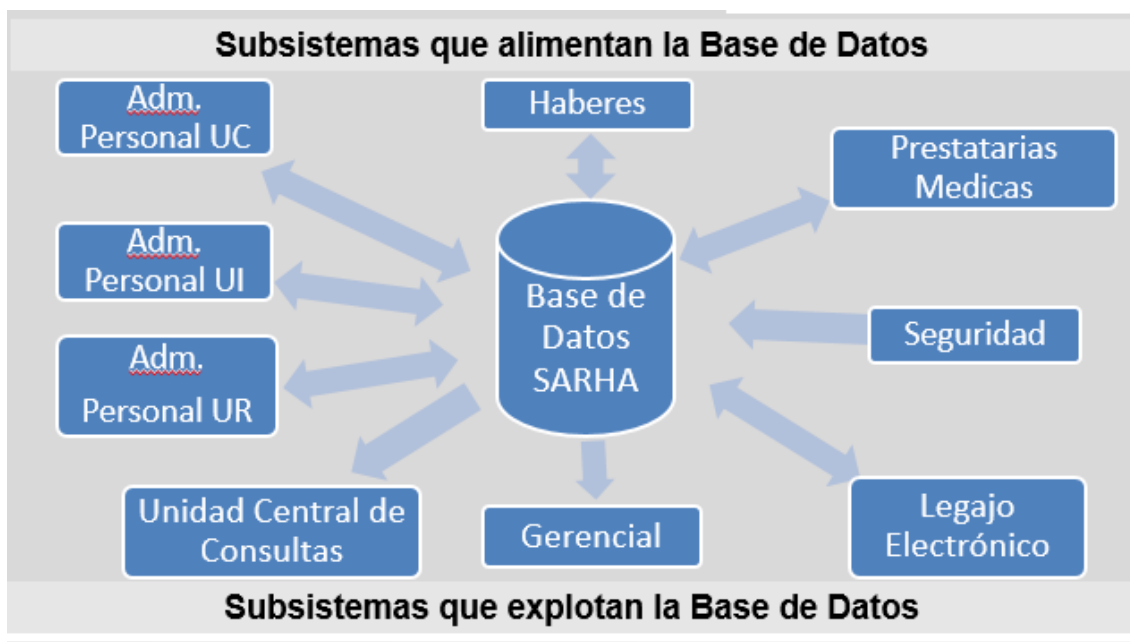 Subsistemas que alimentan la Base de Datos
Adm.
Personal UC
Haberes
Prestatarias
Medicas
Adm.
Personal UI
Base de
Datos
SARHA
Seguridad
Adm.
Personal UR
Unidad Central de
Consultas
Gerencial
Legajo
Electrónico
Subsistemas que explotan la Base de Datos